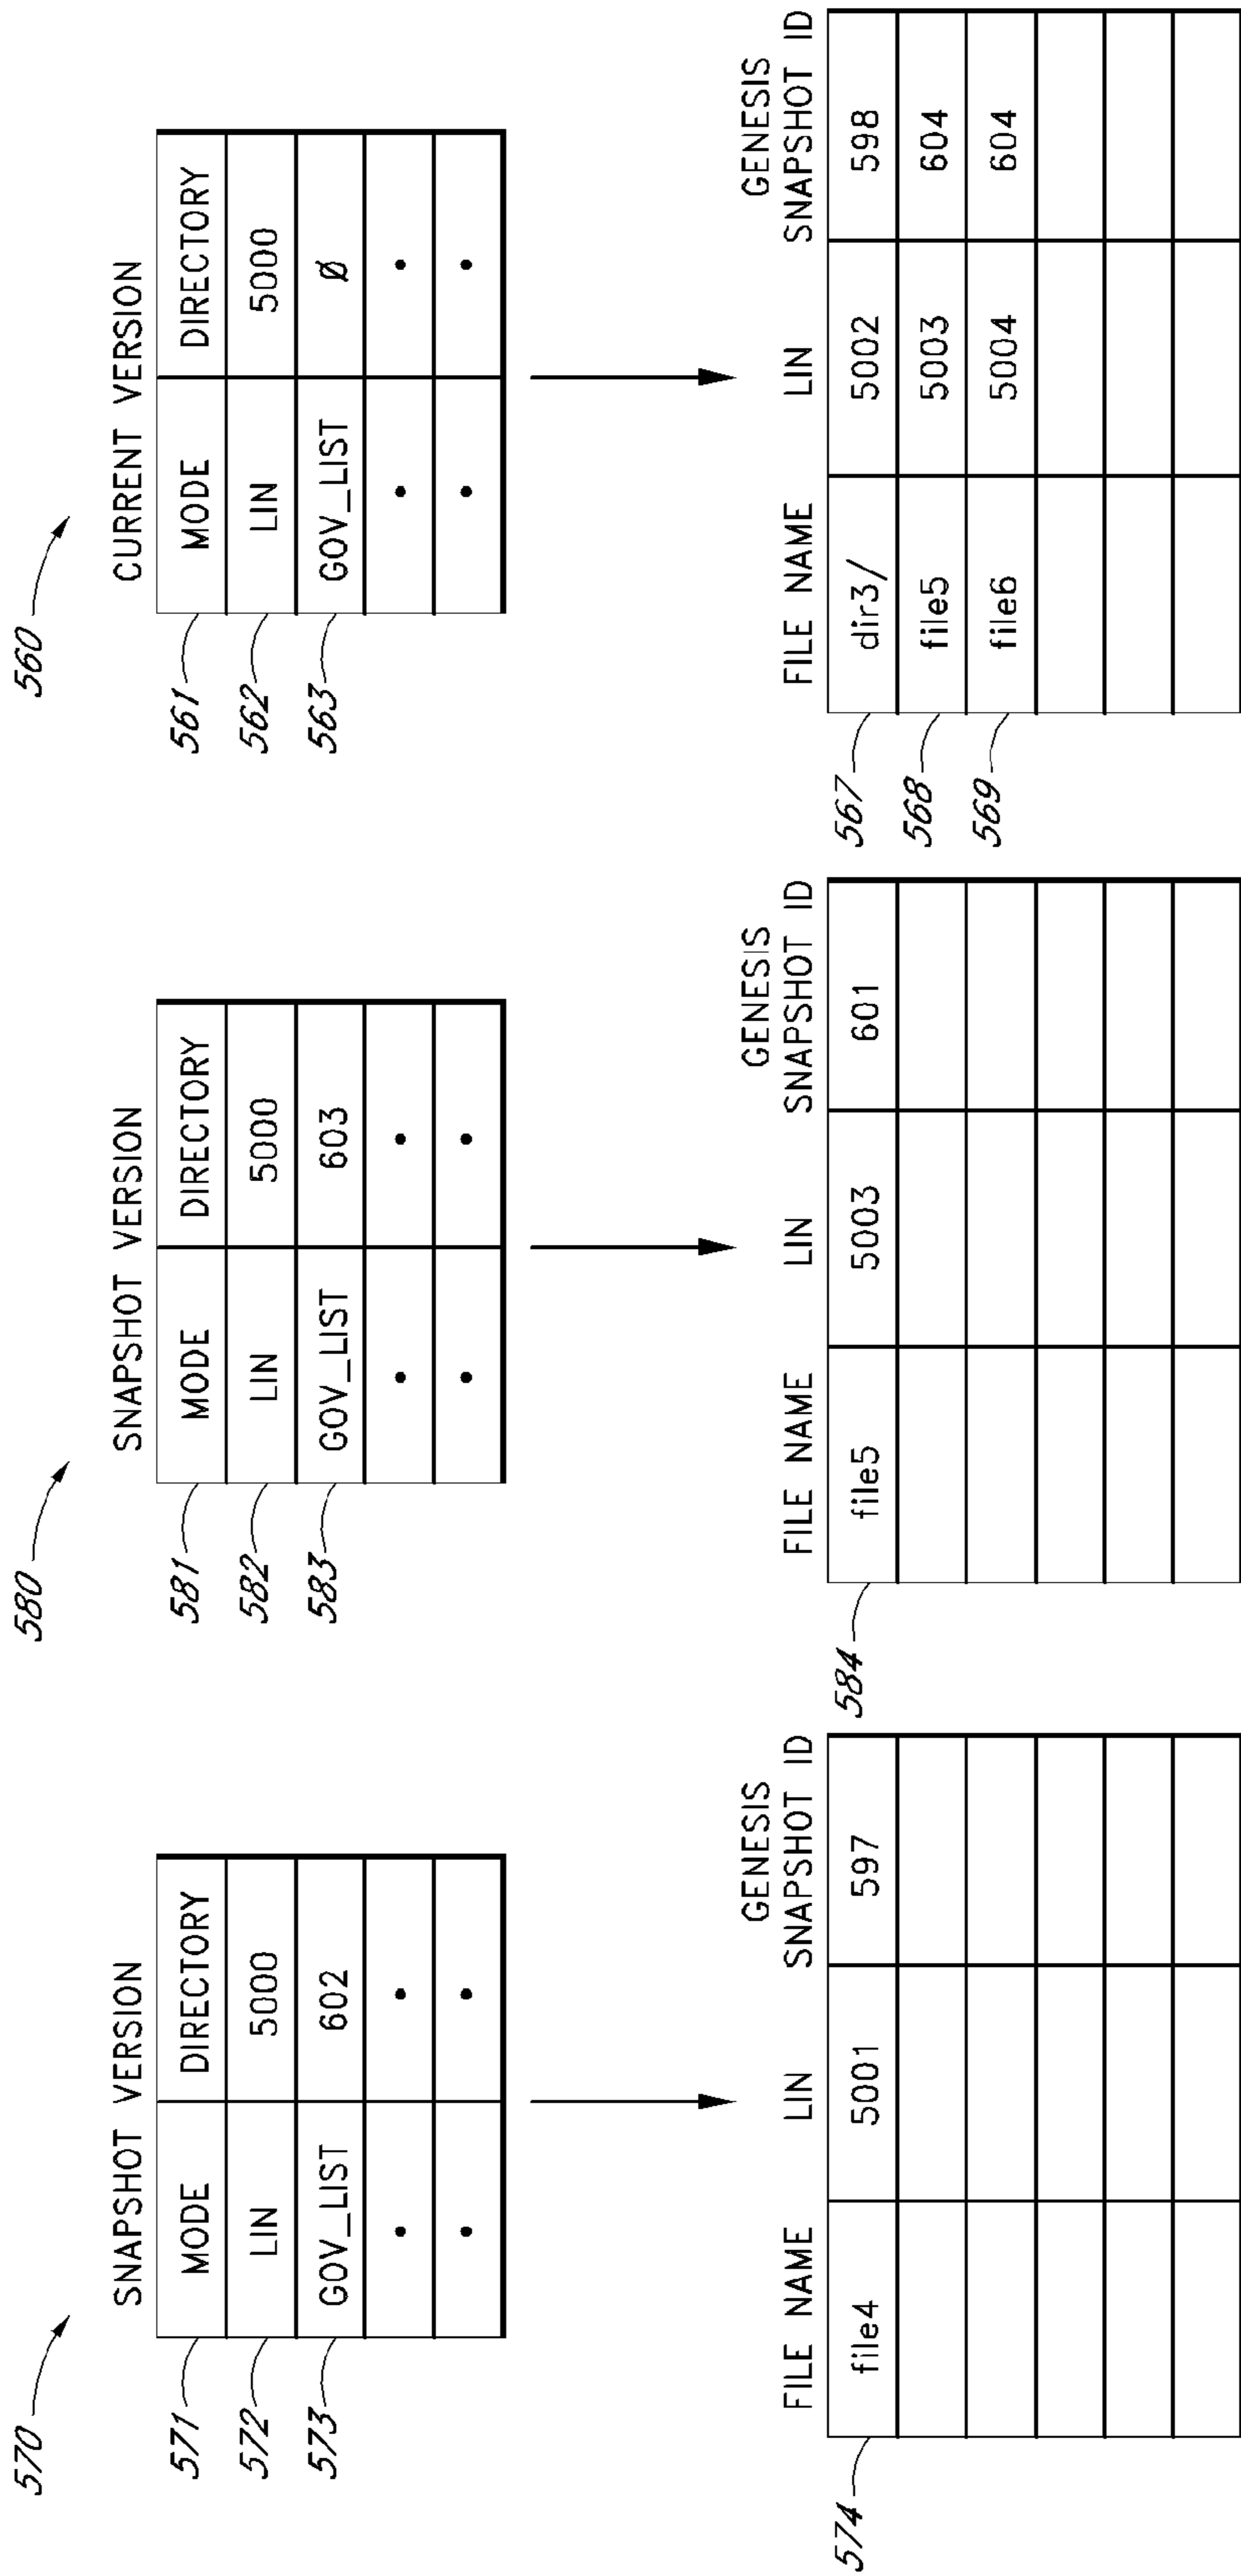 570
SNAPSHOT VERSION
571
MODE DIRECTORY
572
LIN 5000
573
GOV_LIST 602
• •
• •
GENESIS
FILE NAME LIN SNAPSHOT ID
574
file4 5001 597
580
SNAPSHOT VERSION
581
MODE DIRECTORY
582
LIN 5000
583
GOV_LIST 603
• •
• •
GENESIS
FILE NAME LIN SNAPSHOT ID
584
file5 5003 601
560
CURRENT VERSION
561
MODE DIRECTORY
562
LIN 5000
563
GOV_LIST Ø
• •
• •
GENESIS
FILE NAME LIN SNAPSHOT ID
567
dir3/ 5002 598
568
file5 5003 604
569
file6 5004 604